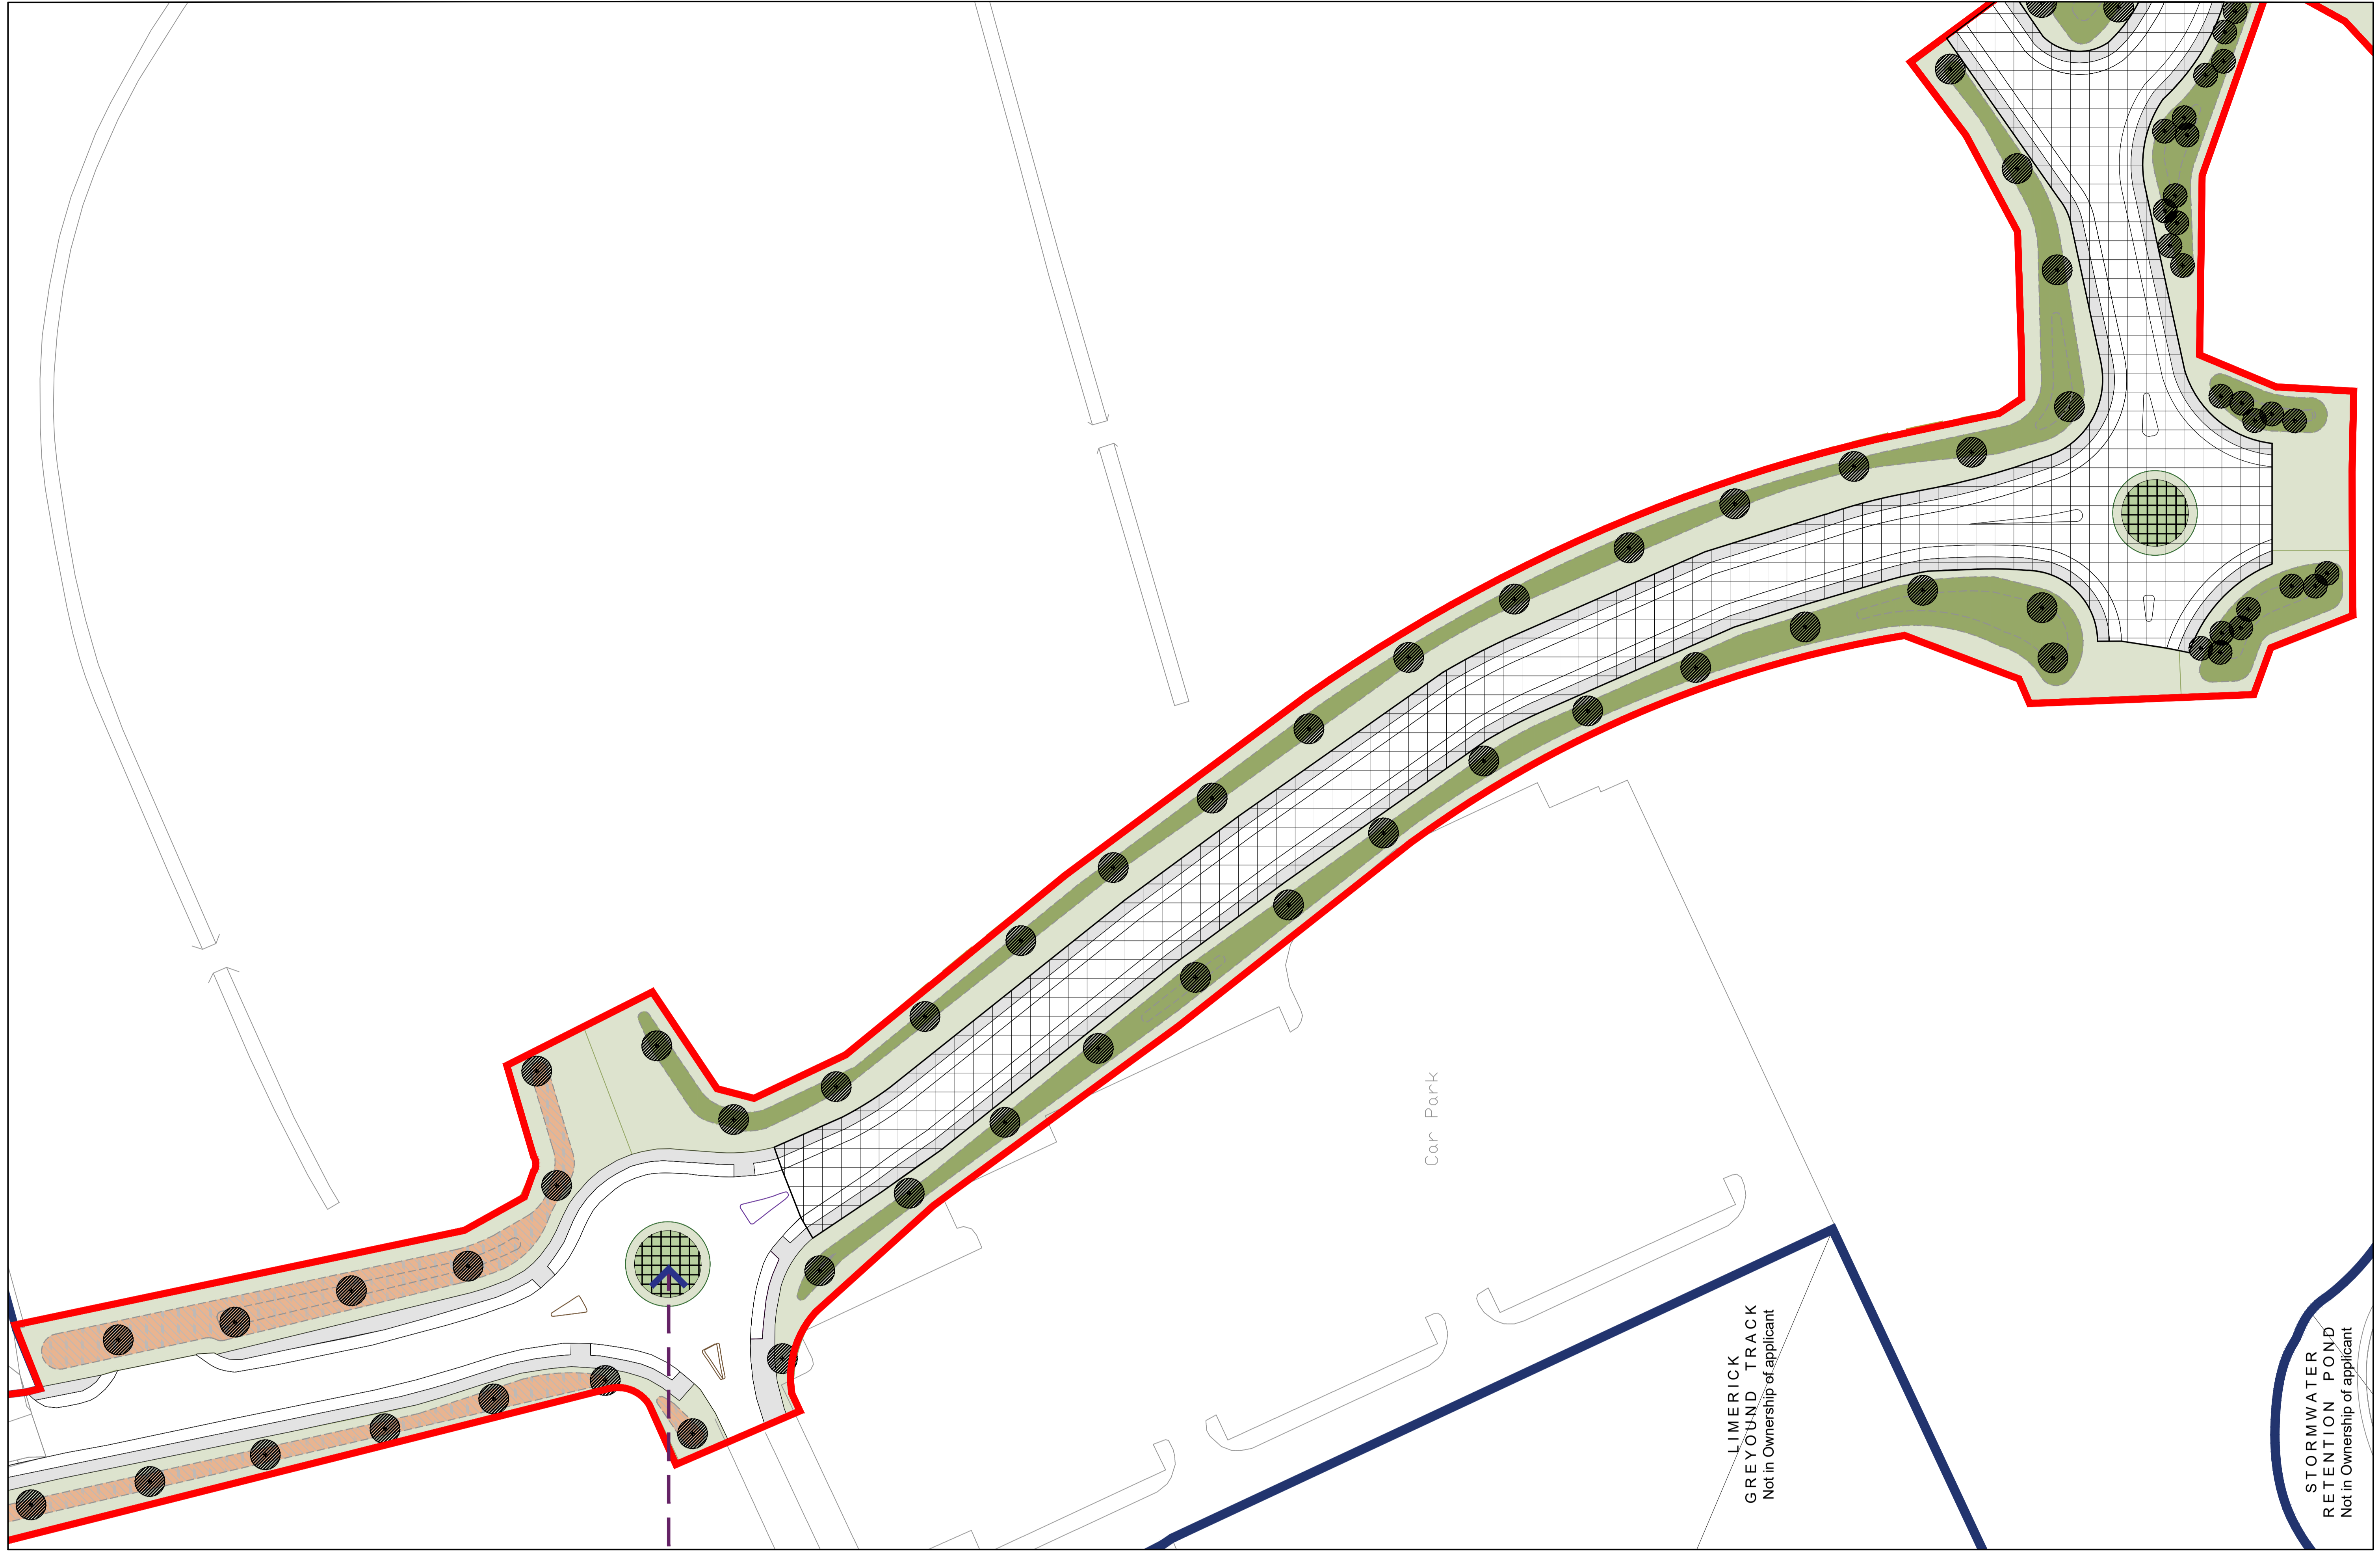 Car Park
LIMERICK
GREYOUND TRACK
Not in Ownership of applicant
STORMWATER
RETENTION POND
Not in Ownership of applicant